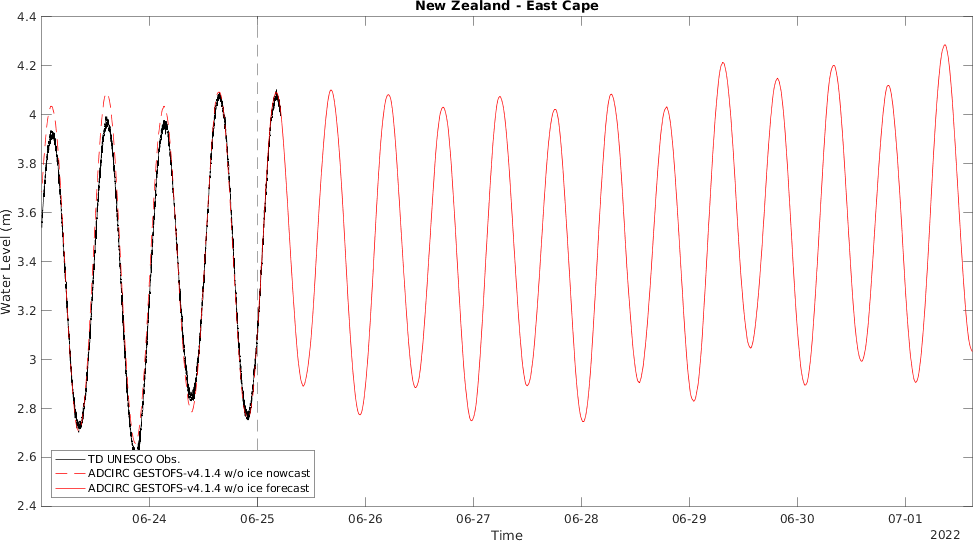 New Zealand - East Cape
4.4
4.2
4
3.8
3.6
3.4
3.2
3
2.8
2.6
2.4
Water Level (m)
TD UNESCO Obs.
ADCIRC GESTOFS-v4.1.4 w/o ice nowcast
ADCIRC GESTOFS-v4.1.4 w/o ice forecast
06-24 06-25 06-26 06-27 06-28 06-29 06-30 07-01
Time
2022